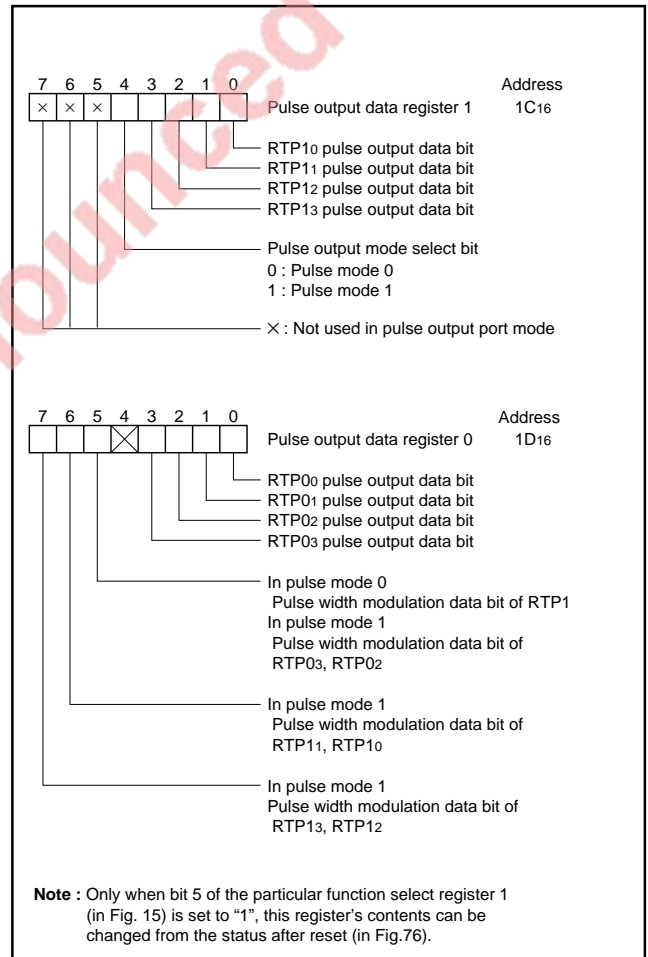 7 6 5 4 3 2 1 0 Address
× × × Pulse output data register 1 1C16
RTP10 pulse output data bit
RTP11 pulse output data bit
RTP12 pulse output data bit
RTP13 pulse output data bit
Pulse output mode select bit
0 : Pulse mode 0
1 : Pulse mode 1
× : Not used in pulse output port mode
7 6 5 4 3 2 1 0 Address
Pulse output data register 0 1D16
RTP00 pulse output data bit
RTP01 pulse output data bit
RTP02 pulse output data bit
RTP03 pulse output data bit
In pulse mode 0
Pulse width modulation data bit of RTP1
In pulse mode 1
Pulse width modulation data bit of
RTP03, RTP02
In pulse mode 1
Pulse width modulation data bit of
RTP11, RTP10
In pulse mode 1
Pulse width modulation data bit of
RTP13, RTP12
Note : Only when bit 5 of the particular function select register 1
(in Fig. 15) is set to “1”, this register’s contents can be
changed from the status after reset (in Fig.76).
ounced